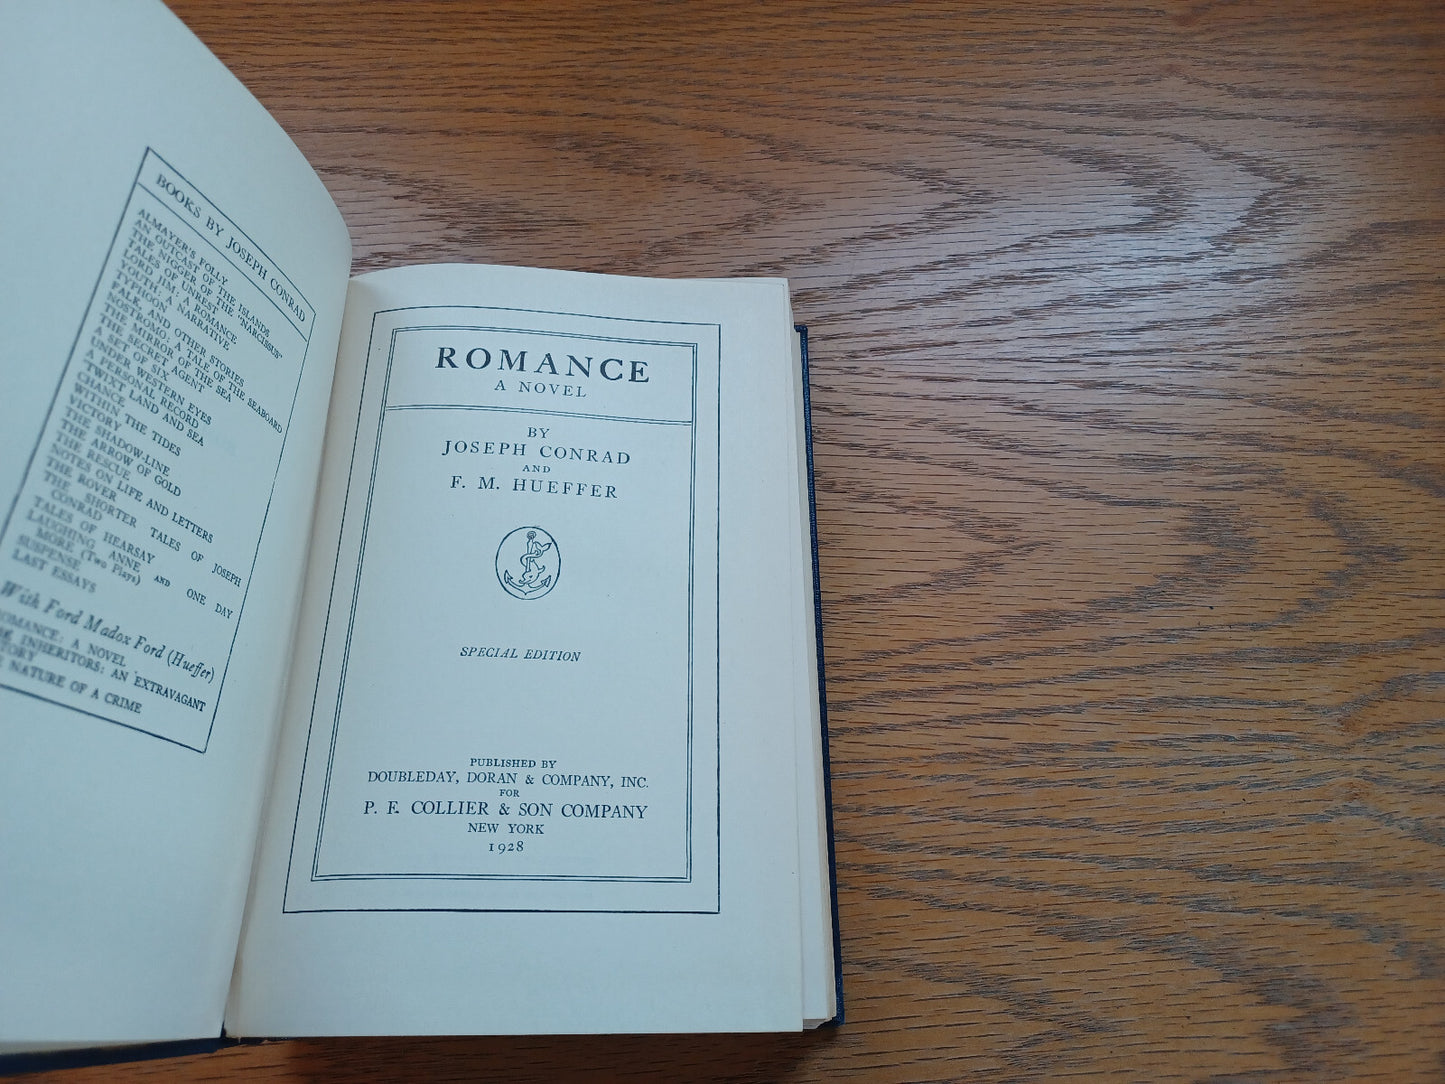 BOOKS BY JOSEPH CONRAD
ALMAYER'S FOLLY
AN OUTCAST OF THE ISLANDS
THE NIGGER OF THE "NARCISSUS"
TALES OF UNREST
LORD JIM: A ROMANCE
YOUTH: A NARRATIVE
TYPHOON
FALK, AND OTHER STORIES
NOSTROMO: A TALE OF THE SEABOARD
THE MIRROR OF THE SEA
THE SECRET AGENT
A SET OF SIX
UNDER WESTERN EYES
A PERSONAL RECORD
'TWIXT LAND AND SEA
CHANCE
WITHIN THE TIDES
VICTORY
THE SHADOW-LINE
THE ARROW OF GOLD
THE RESCUE
NOTES ON LIFE AND LETTERS
THE ROVER
THE SHORTER TALES OF JOSEPH
CONRAD
TALES OF HEARSAY
LAUGHING ANNE AND ONE DAY
MORE (Two Plays)
SUSPENSE
LAST ESSAYS
With Ford Madox Ford (Hueffer)
ROMANCE: A NOVEL
THE INHERITORS: AN EXTRAVAGANT
STORY
THE NATURE OF A CRIME
ROMANCE
A NOVEL
BY
JOSEPH CONRAD
AND
F. M. HUEFFER
SPECIAL EDITION
PUBLISHED BY
DOUBLEDAY, DORAN & COMPANY, INC.
FOR
P. F. COLLIER & SON COMPANY
NEW YORK
1928